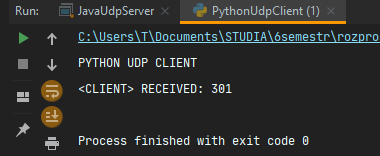 Run:
JavaUdpServer
PythonUdpClient (1)
C:\Users\T\Documents\STUDIA\6semestr\rozpro
PYTHON UDP CLIENT
<CLIENT> RECEIVED: 301
Process finished with exit code 0